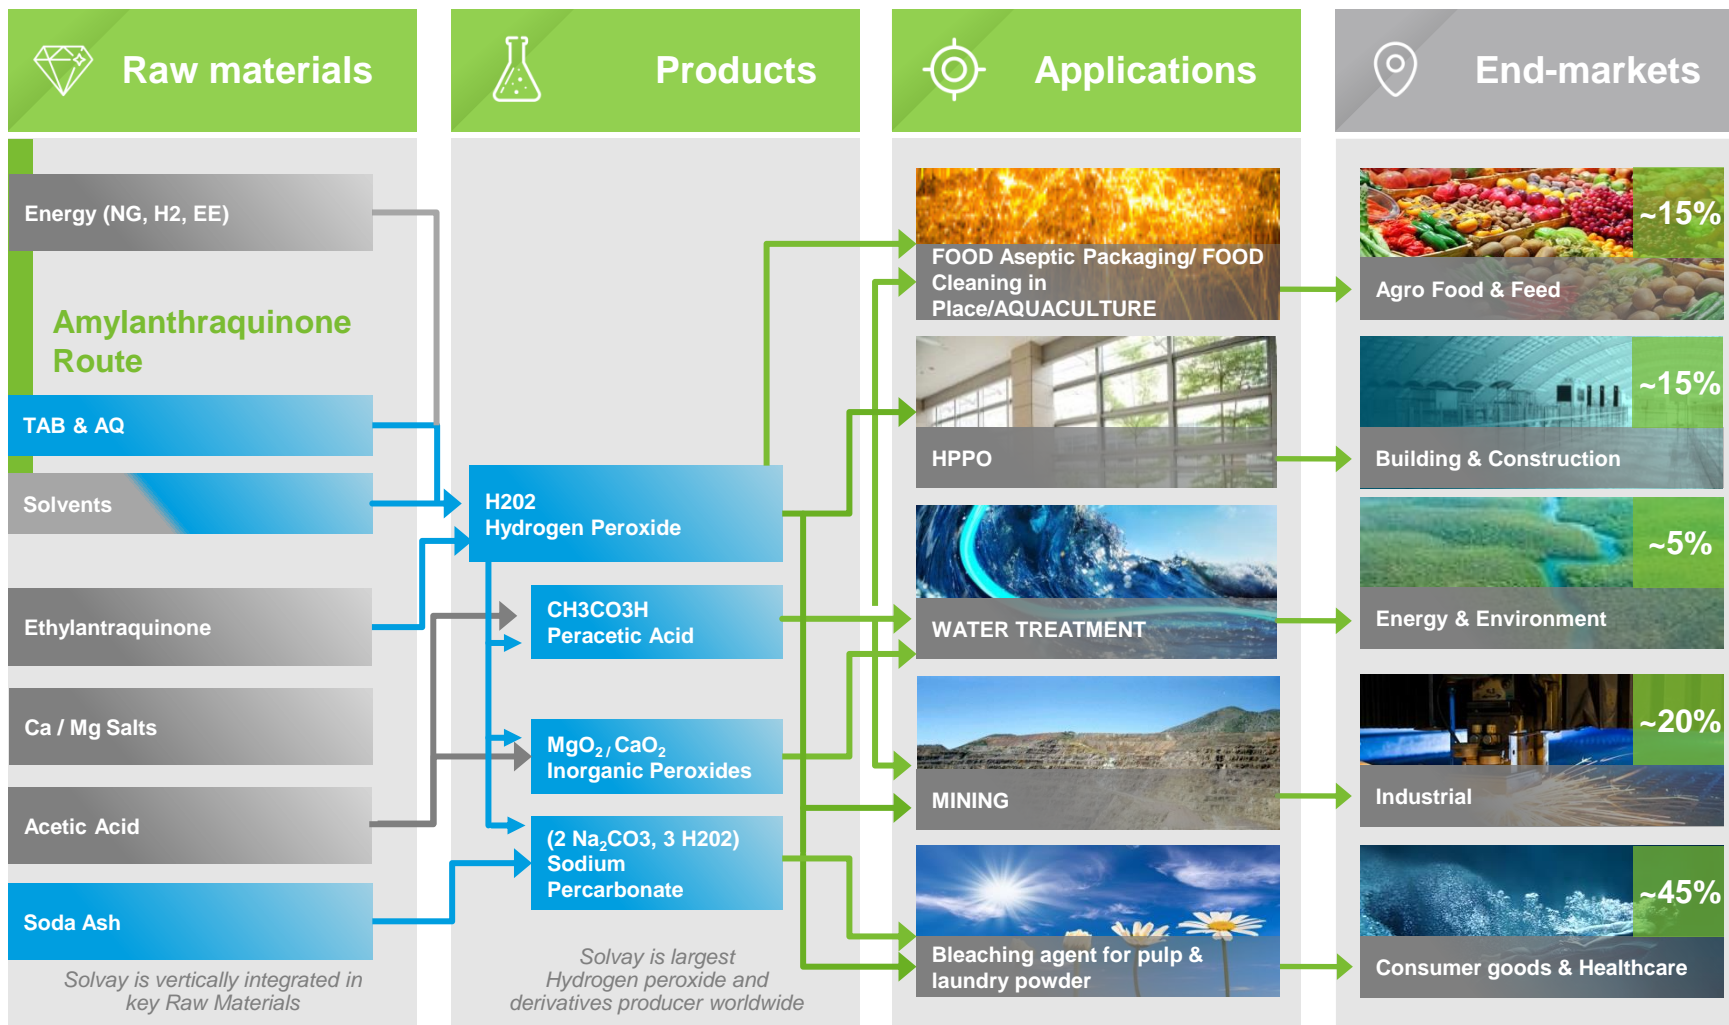 Raw materials
Products
Applications
End-markets
Energy (NG, H2, EE)
Amylanthraquinone
Route
TAB & AQ
Solvents
Ethylantraquinone
Ca / Mg Salts
Acetic Acid
Soda Ash
Solvay is vertically integrated in
key Raw Materials
H202
Hydrogen Peroxide
CH3CO3H
Peracetic Acid
MgO₂ / CaO₂
Inorganic Peroxides
(2 Na₂CO3, 3 H202)
Sodium
Percarbonate
Solvay is largest
Hydrogen peroxide and
derivatives producer worldwide
FOOD Aseptic Packaging/ FOOD
Cleaning in
Place/AQUACULTURE
HPPO
WATER TREATMENT
MINING
Bleaching agent for pulp &
laundry powder
~15%
Agro Food & Feed
~15%
Building & Construction
~5%
Energy & Environment
~20%
Industrial
~45%
Consumer goods & Healthcare